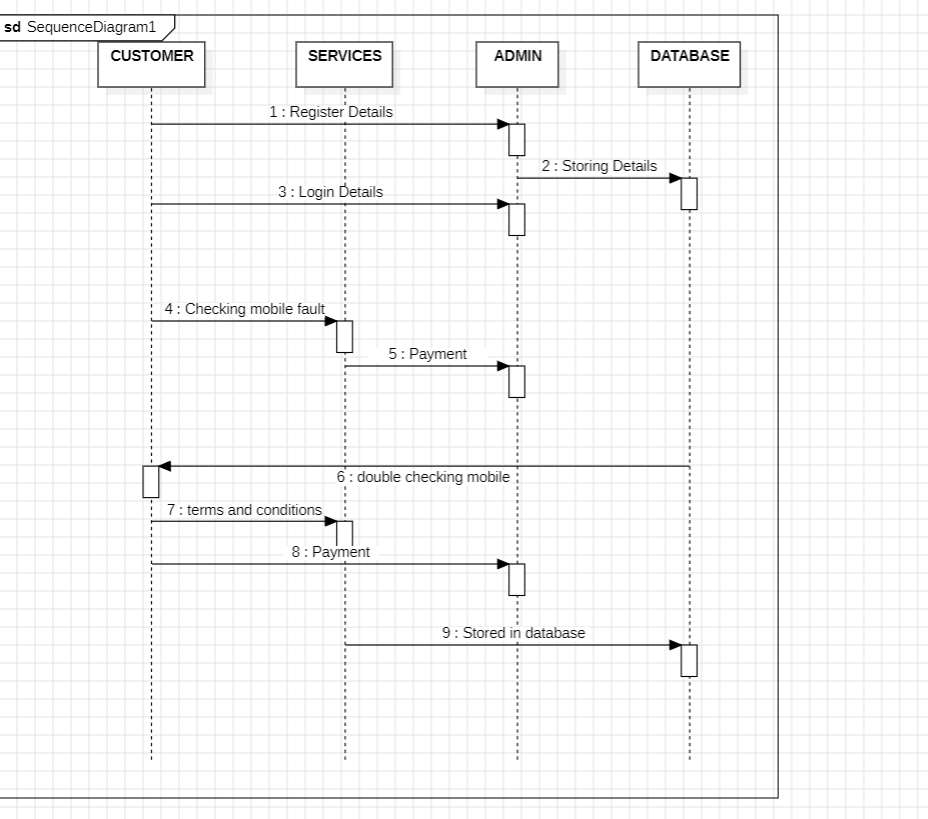 sd SequenceDiagram1
CUSTOMER
SERVICES
ADMIN
DATABASE
1 : Register Details
2 : Storing Details
3 : Login Details
4 : Checking mobile fault
5 : Payment
6 : double checking mobile
7 : terms and conditions
8 : Payment
9 : Stored in database